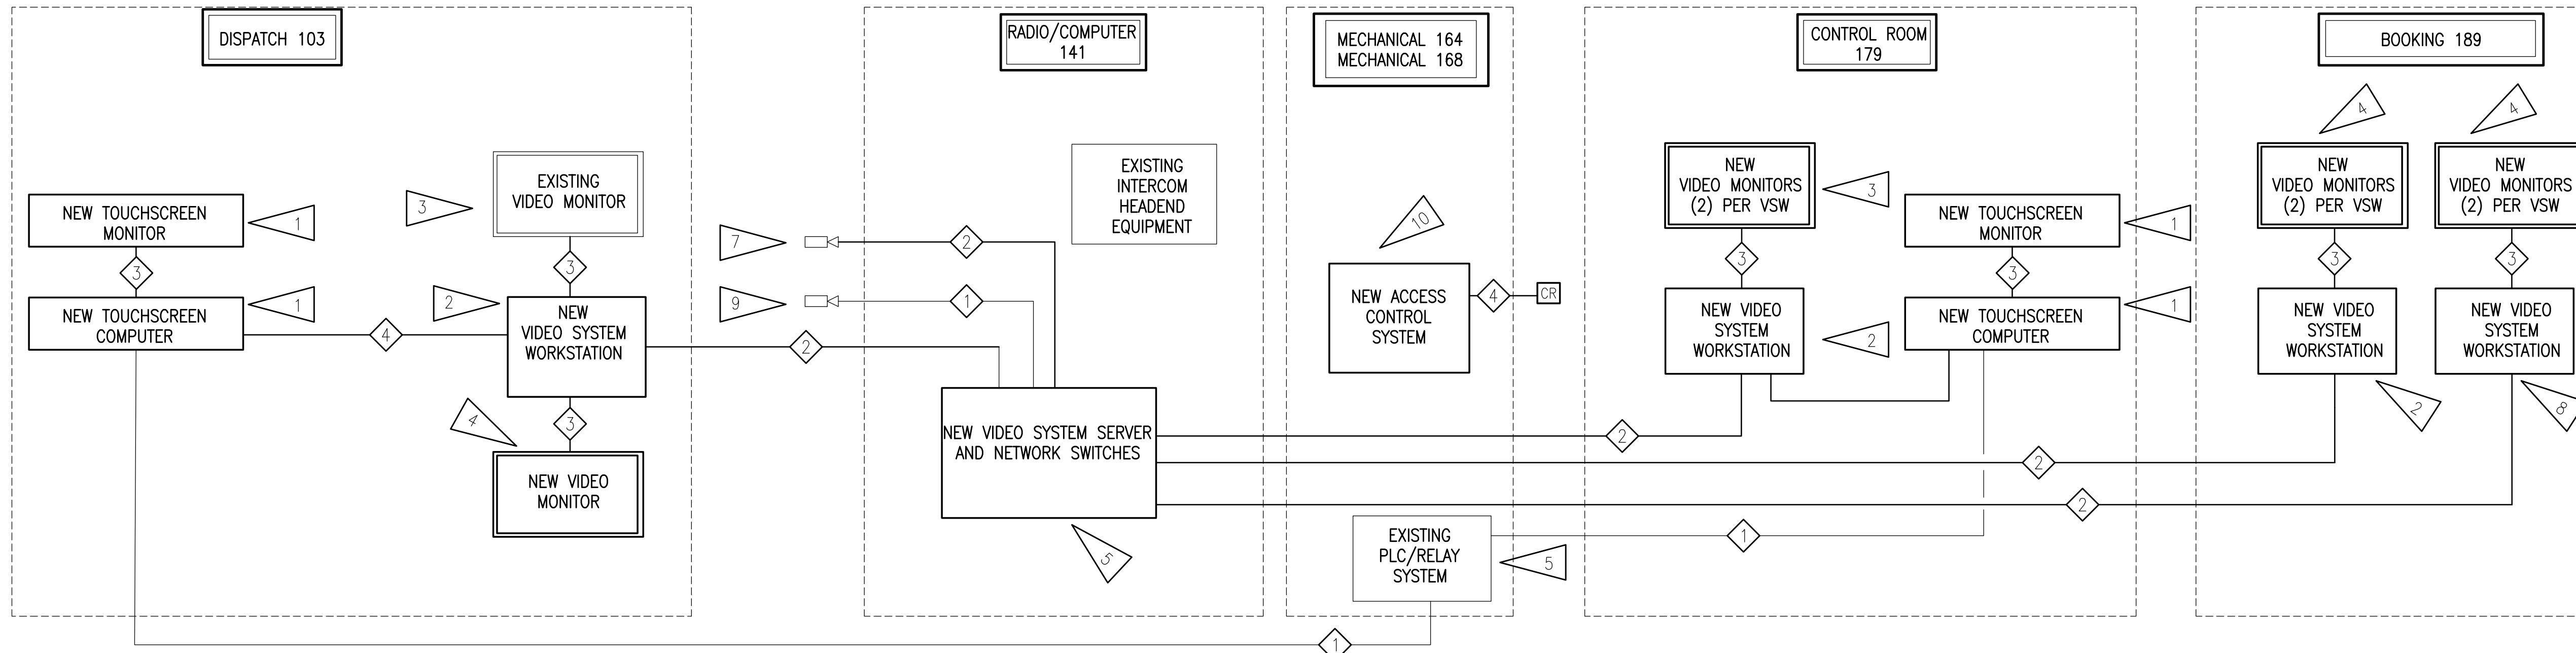 DISPATCH 103
NEW TOUCHSCREEN
MONITOR
1
3
NEW TOUCHSCREEN
COMPUTER
1
4
3
EXISTING
VIDEO MONITOR
3
2
NEW
VIDEO SYSTEM
WORKSTATION
3
4
NEW VIDEO
MONITOR
2
RADIO/COMPUTER
141
EXISTING
INTERCOM
HEADEND
EQUIPMENT
7
2
9
1
NEW VIDEO SYSTEM SERVER
AND NETWORK SWITCHES
5
MECHANICAL 164
MECHANICAL 168
10
NEW ACCESS
CONTROL
SYSTEM
4
CR
EXISTING
PLC/RELAY
SYSTEM
5
1
CONTROL ROOM
179
NEW
VIDEO MONITORS
(2) PER VSW
3
3
NEW VIDEO
SYSTEM
WORKSTATION
2
NEW TOUCHSCREEN
MONITOR
1
3
NEW TOUCHSCREEN
COMPUTER
1
2
2
2
1
BOOKING 189
4
NEW
VIDEO MONITORS
(2) PER VSW
3
NEW VIDEO
SYSTEM
WORKSTATION
2
4
NEW
VIDEO MONITORS
(2) PER VSW
3
NEW VIDEO
SYSTEM
WORKSTATION
8